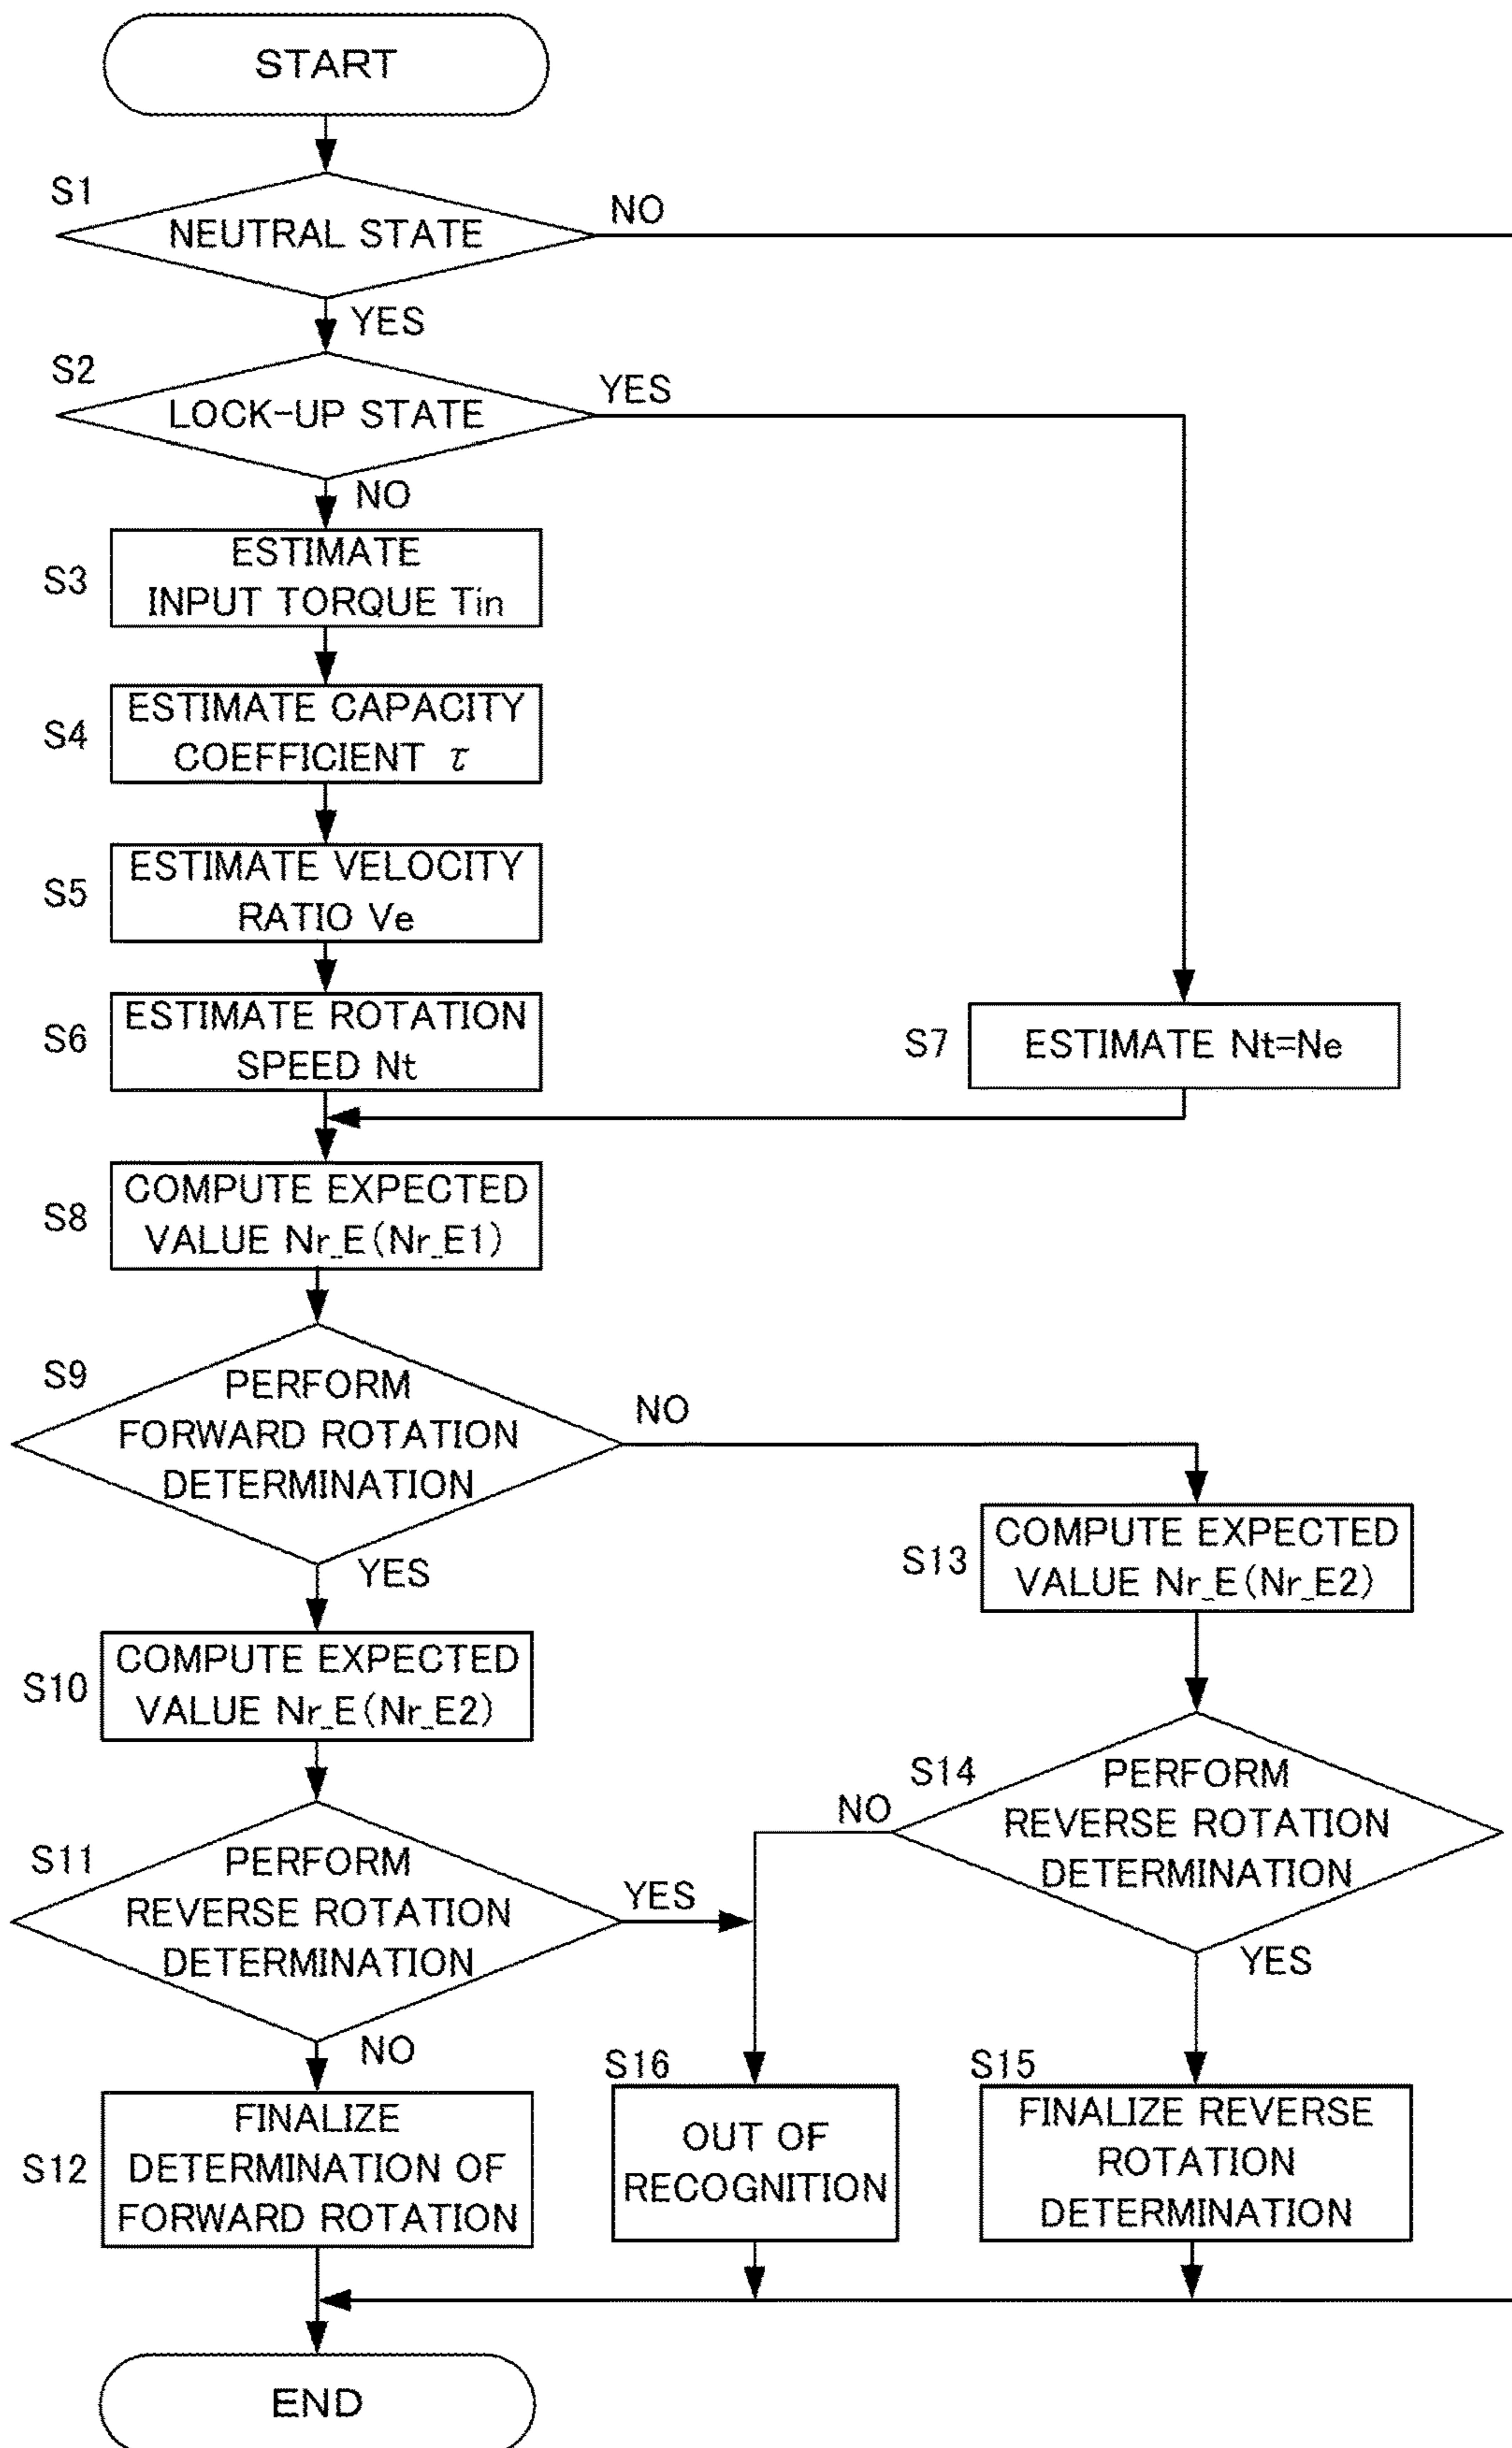 START
S1
NEUTRAL STATE
NO
YES
S2
LOCK-UP STATE
YES
NO
S3
ESTIMATE
INPUT TORQUE Tin
S4
ESTIMATE CAPACITY
COEFFICIENT τ
S5
ESTIMATE VELOCITY
RATIO Ve
S6
ESTIMATE ROTATION
SPEED Nt
S7
ESTIMATE Nt=Ne
S8
COMPUTE EXPECTED
VALUE Nr_E(Nr_E1)
S9
PERFORM
FORWARD ROTATION
DETERMINATION
NO
YES
S13
COMPUTE EXPECTED
VALUE Nr_E(Nr_E2)
S10
COMPUTE EXPECTED
VALUE Nr_E(Nr_E2)
S14
PERFORM
REVERSE ROTATION
DETERMINATION
NO
YES
S11
PERFORM
REVERSE ROTATION
DETERMINATION
YES
NO
S12
FINALIZE
DETERMINATION OF
FORWARD ROTATION
S16
OUT OF
RECOGNITION
S15
FINALIZE REVERSE
ROTATION
DETERMINATION
END